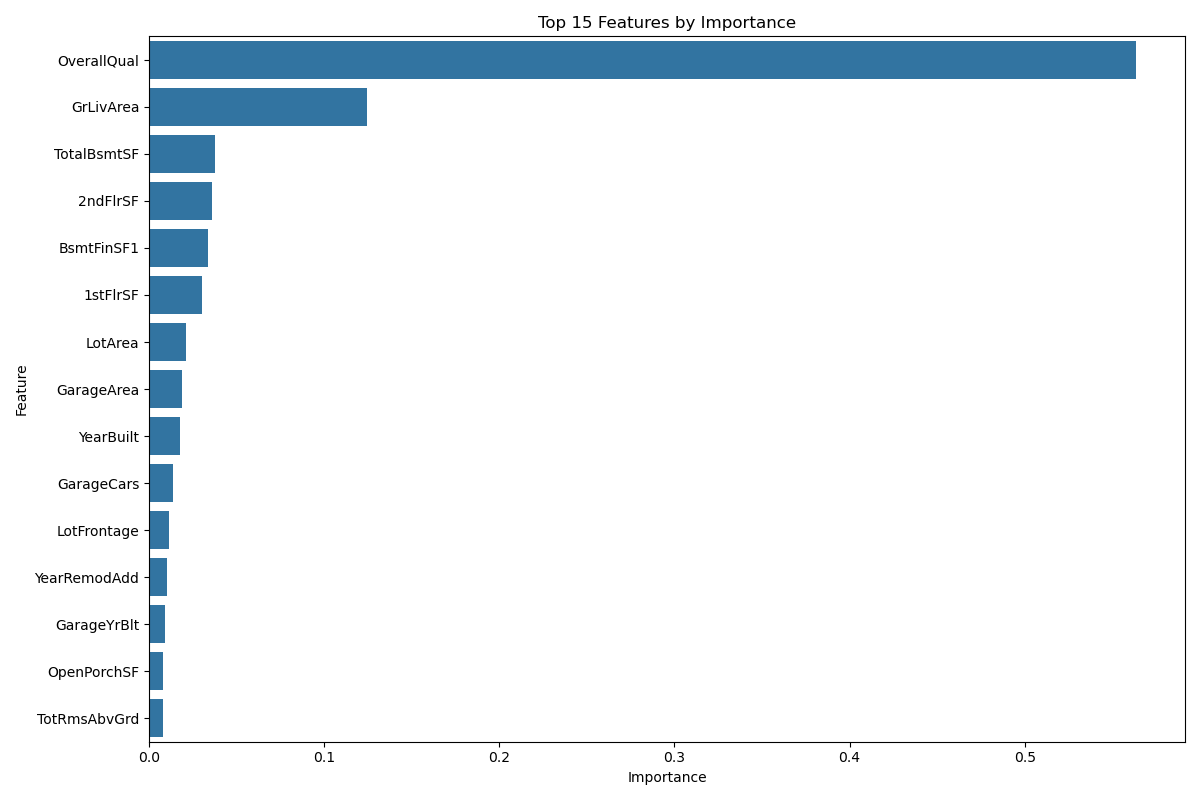 Top 15 Features by Importance
Feature
OverallQual
GrLivArea
TotalBsmtSF
2ndFlrSF
BsmtFinSF1
1stFlrSF
LotArea
GarageArea
YearBuilt
GarageCars
LotFrontage
YearRemodAdd
GarageYrBlt
OpenPorchSF
TotRmsAbvGrd
0.0 0.1 0.2 0.3 0.4 0.5
Importance